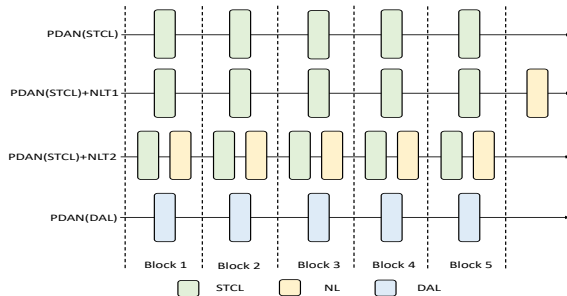 PDAN(STCL)
PDAN(STCL)+NLT1
PDAN(STCL)+NLT2
PDAN(DAL)
Block 1 Block 2 Block 3 Block 4 Block 5
STCL NL DAL